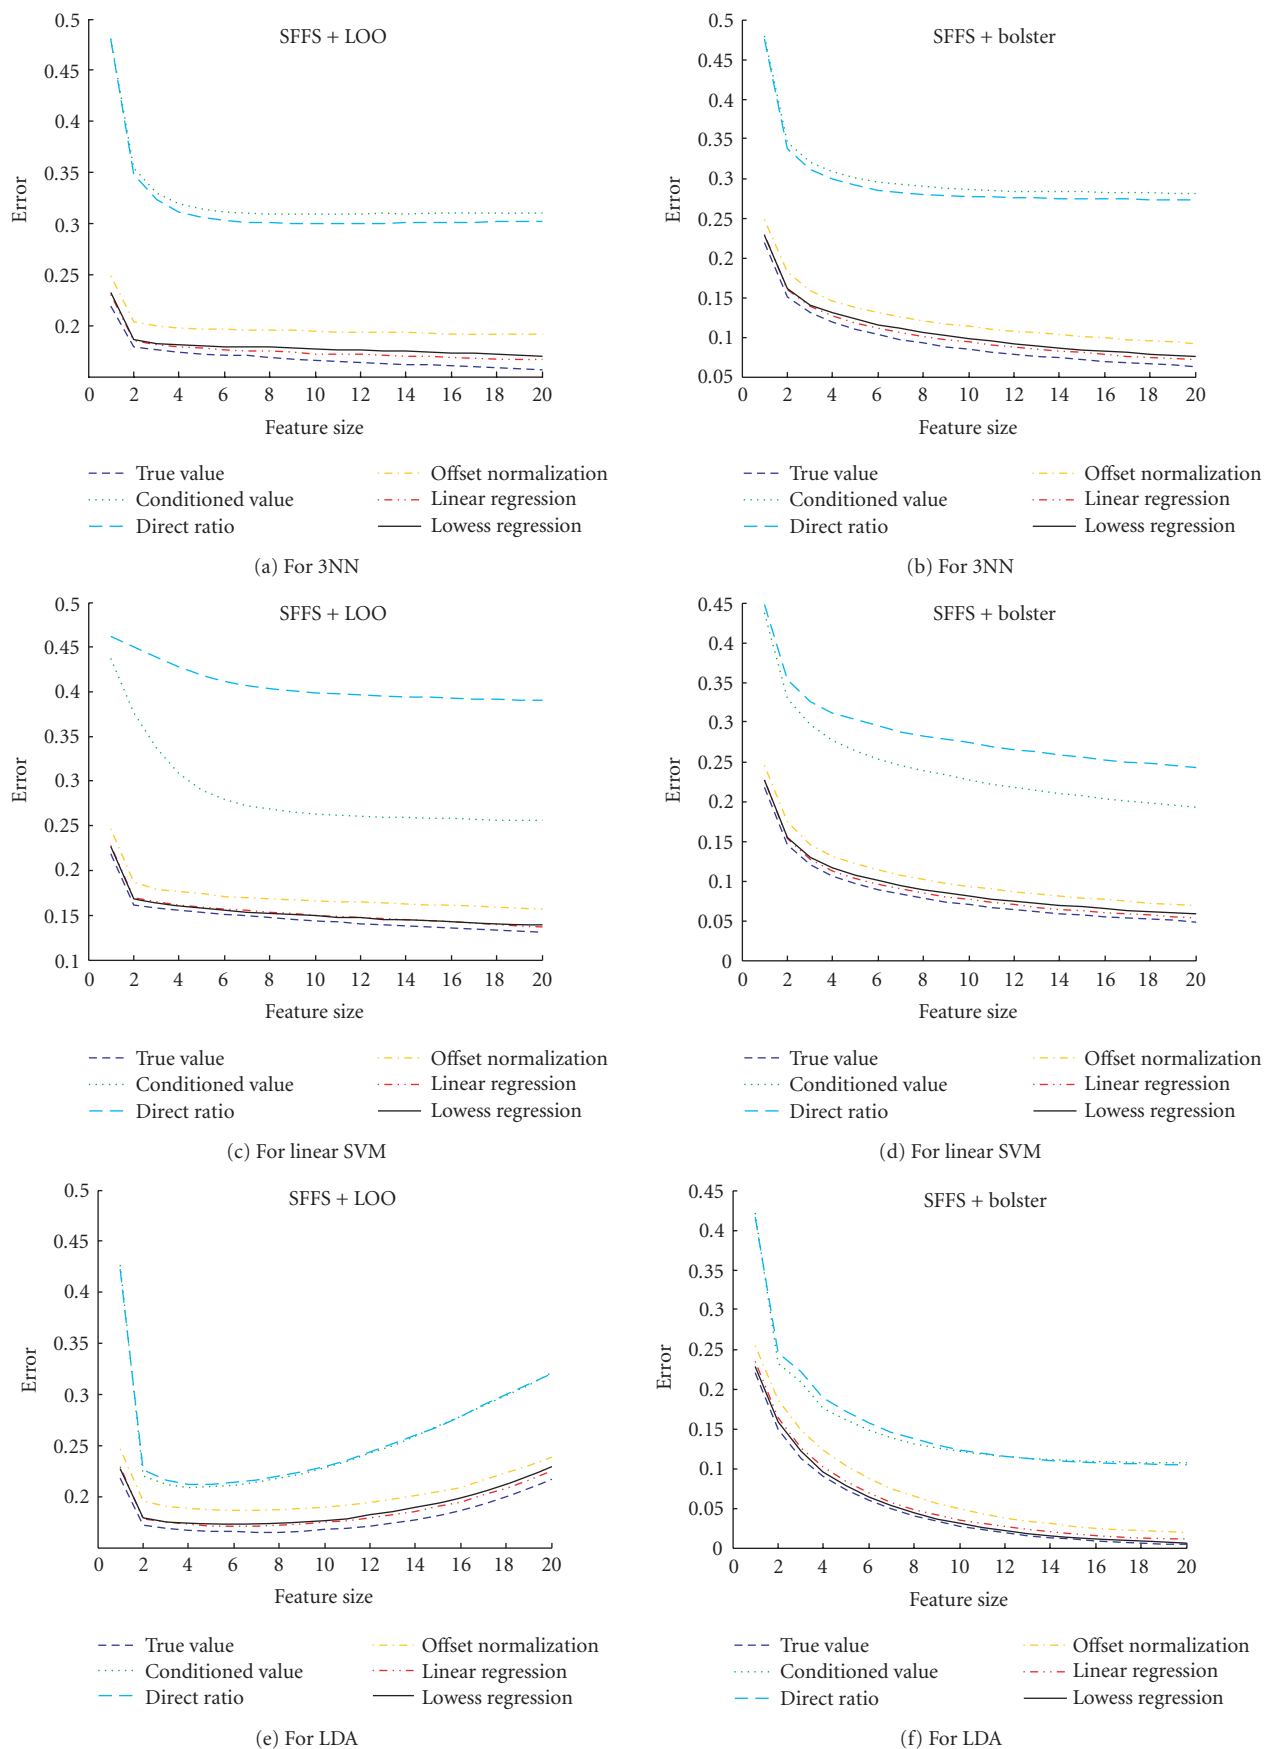 SFFS + LOO
0.5
0.45
0.4
0.35
0.3
0.25
0.2
Error
0 2 4 6 8 10 12 14 16 18 20
Feature size
True value
Conditioned value
Direct ratio
Offset normalization
Linear regression
Lowess regression
(a) For 3NN
SFFS + bolster
0.5
0.45
0.4
0.35
0.3
0.25
0.2
0.15
0.1
0.05
Error
0 2 4 6 8 10 12 14 16 18 20
Feature size
True value
Conditioned value
Direct ratio
Offset normalization
Linear regression
Lowess regression
(b) For 3NN
SFFS + LOO
0.5
0.45
0.4
0.35
0.3
0.25
0.2
0.15
0.1
Error
0 2 4 6 8 10 12 14 16 18 20
Feature size
True value
Conditioned value
Direct ratio
Offset normalization
Linear regression
Lowess regression
(c) For linear SVM
SFFS + bolster
0.45
0.4
0.35
0.3
0.25
0.2
0.15
0.1
0.05
0
Error
0 2 4 6 8 10 12 14 16 18 20
Feature size
True value
Conditioned value
Direct ratio
Offset normalization
Linear regression
Lowess regression
(d) For linear SVM
SFFS + LOO
0.5
0.45
0.4
0.35
0.3
0.25
0.2
Error
0 2 4 6 8 10 12 14 16 18 20
Feature size
True value
Conditioned value
Direct ratio
Offset normalization
Linear regression
Lowess regression
(e) For LDA
SFFS + bolster
0.45
0.4
0.35
0.3
0.25
0.2
0.15
0.1
0.05
0
Error
0 2 4 6 8 10 12 14 16 18 20
Feature size
True value
Conditioned value
Direct ratio
Offset normalization
Linear regression
Lowess regression
(f) For LDA